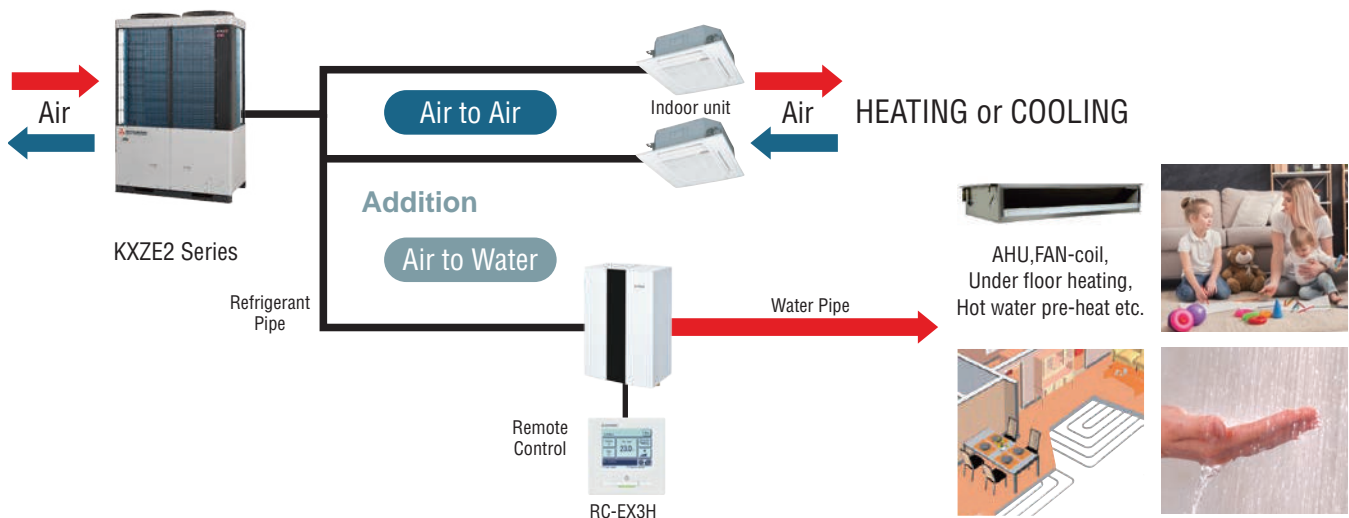 Air
Air to Air
Indoor unit
Air
HEATING or COOLING
Addition
KXZE2 Series
Air to Water
AHU,FAN-coil,
Under floor heating,
Hot water pre-heat etc.
Refrigerant
Pipe
Water Pipe
Remote
Control
RC-EX3H